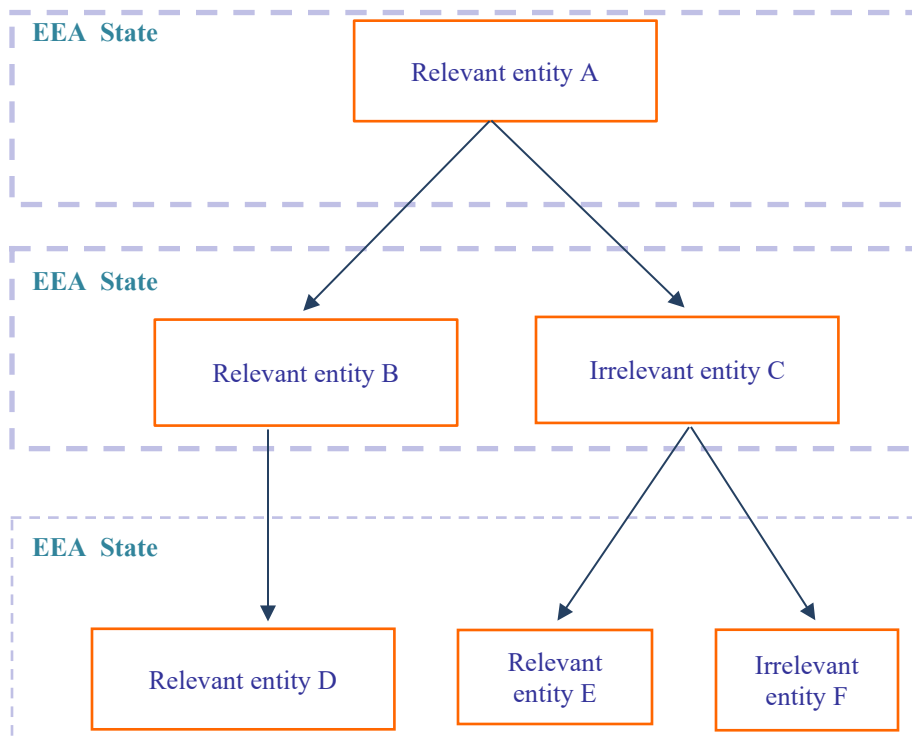 EEA State
Relevant entity A
EEA State
Relevant entity B
Irrelevant entity C
EEA State
Relevant entity D
Relevant
entity E
Irrelevant
entity F